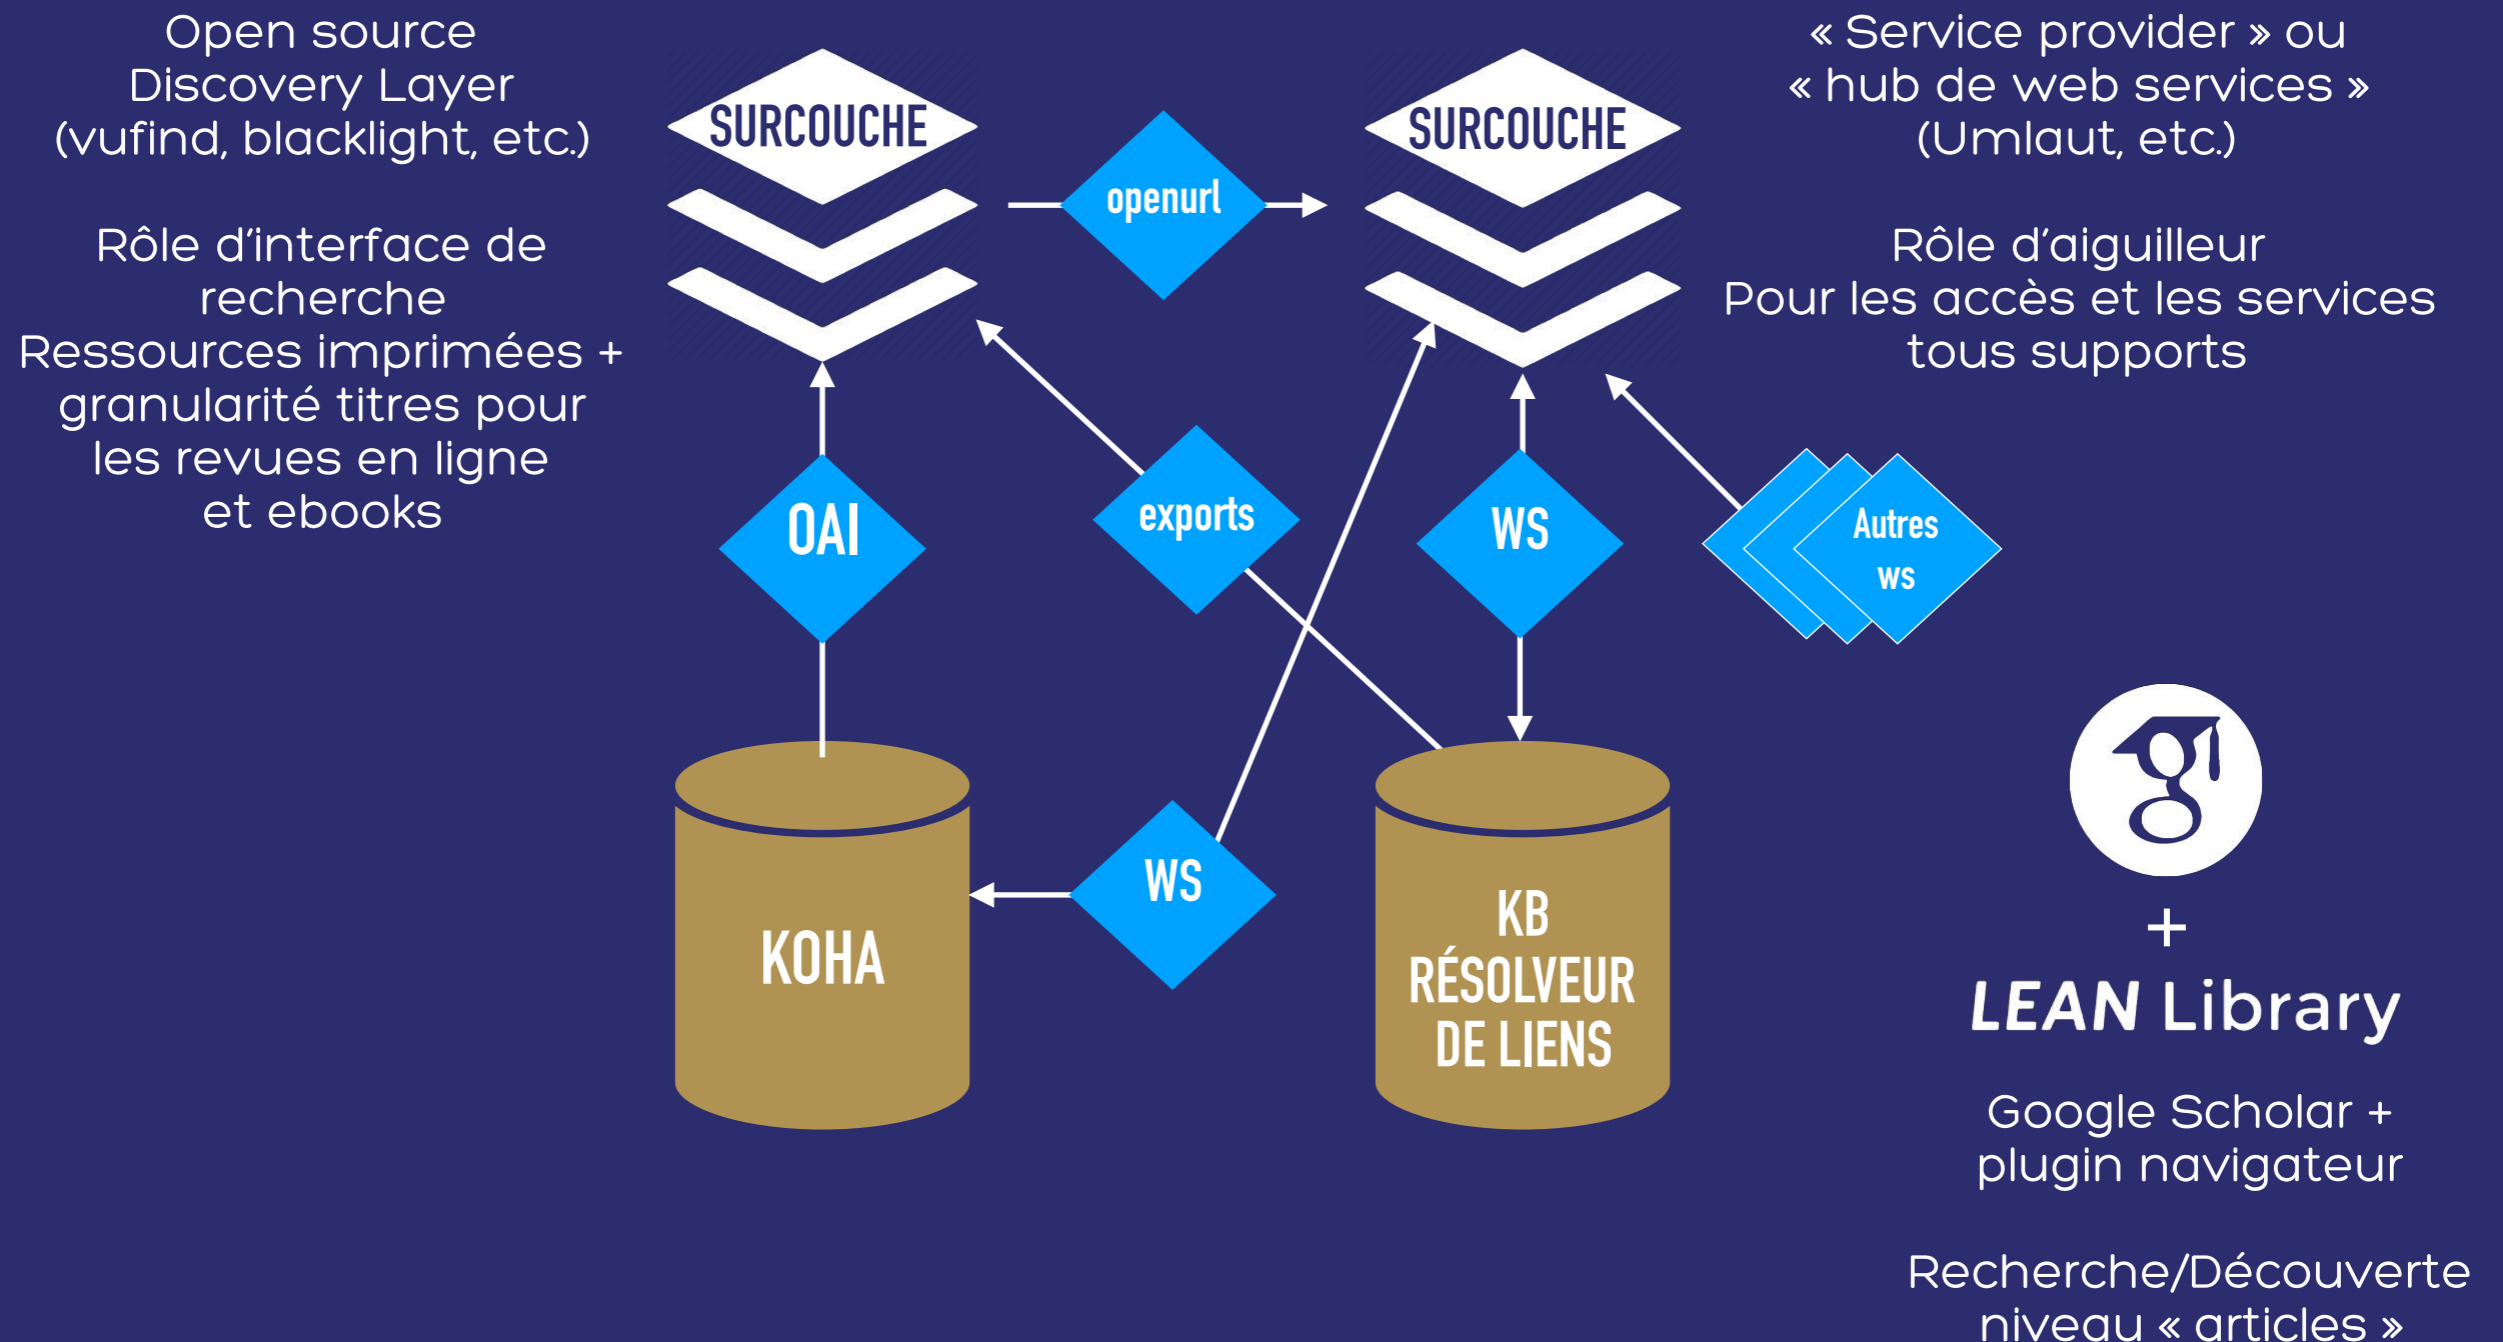 Open source
Discovery Layer
(vufind, blacklight, etc.)
Rôle d'interface de
recherche
Ressources imprimées +
granularité titres pour
les revues en ligne
et ebooks
SURCOUCHE
openurl
SURCOUCHE
« Service provider » ou
« hub de web services »
(Umlaut, etc.)
Rôle d'aiguilleur
Pour les accès et les services
tous supports
OAI
exports
WS
Autres
ws
WS
KOHA
KB
RÉSOLVEUR
DE LIENS
+
LEAN Library
Google Scholar +
plugin navigateur
Recherche/Découverte
niveau « articles »